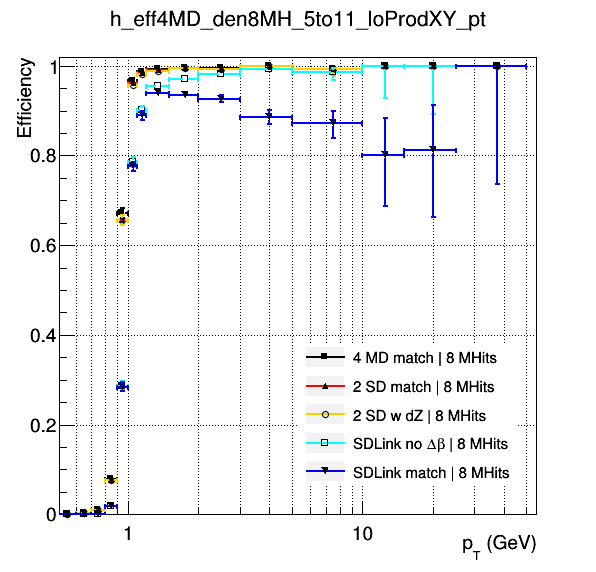 h_eff4MD_den8MH_5to11_loProdXY_pt
Efficiency
1
0.8
0.6
0.4
0.2
0
4 MD match | 8 MHits
2 SD match | 8 MHits
2 SD w dZ | 8 MHits
SDLink no Δβ | 8 MHits
SDLink match | 8 MHits
1
10
p_T (GeV)